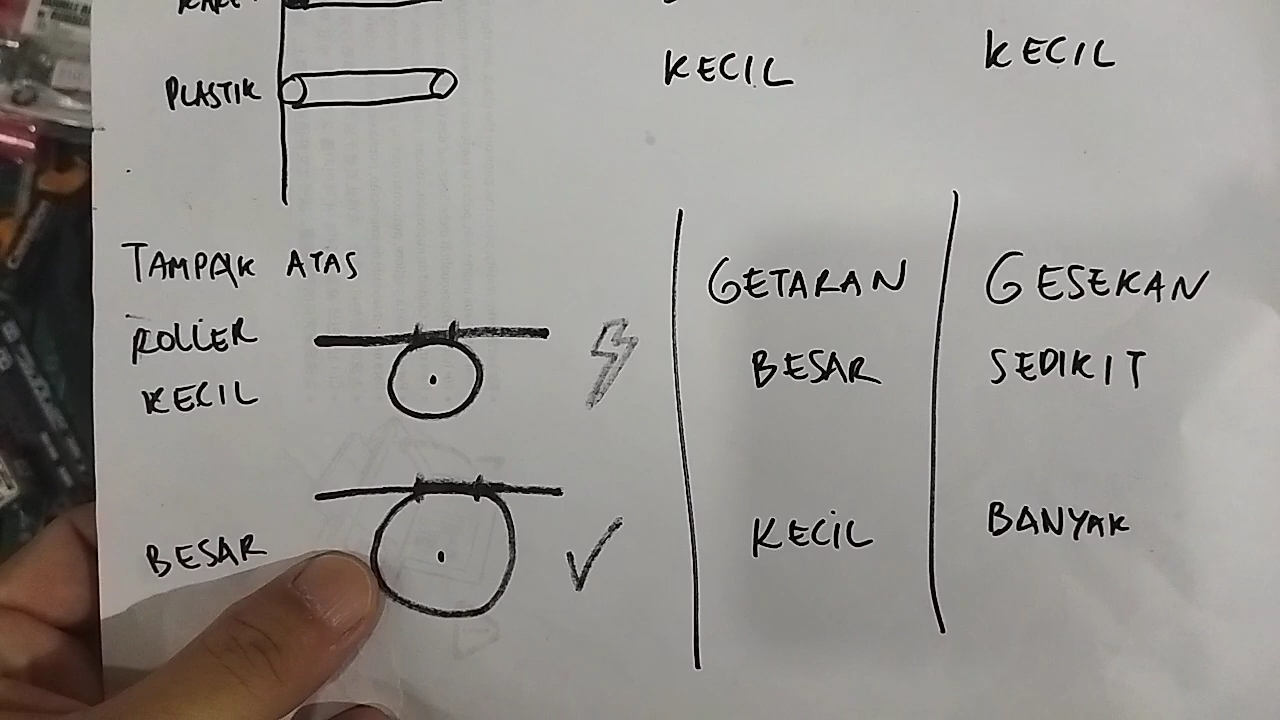 PLASTIK
KECIL
KECIL
TAMPAK ATAS
GETARAN
GESEKAN
ROLLER
KECIL
BESAR
SEDIKIT
BESAR
KECIL
BANYAK